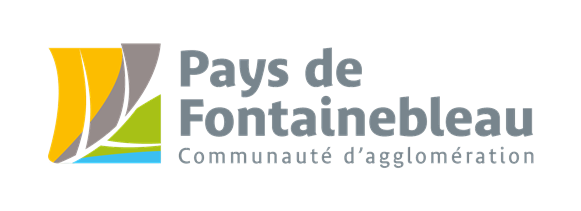 Pays de
Fontainebleau
Communauté d'agglomération